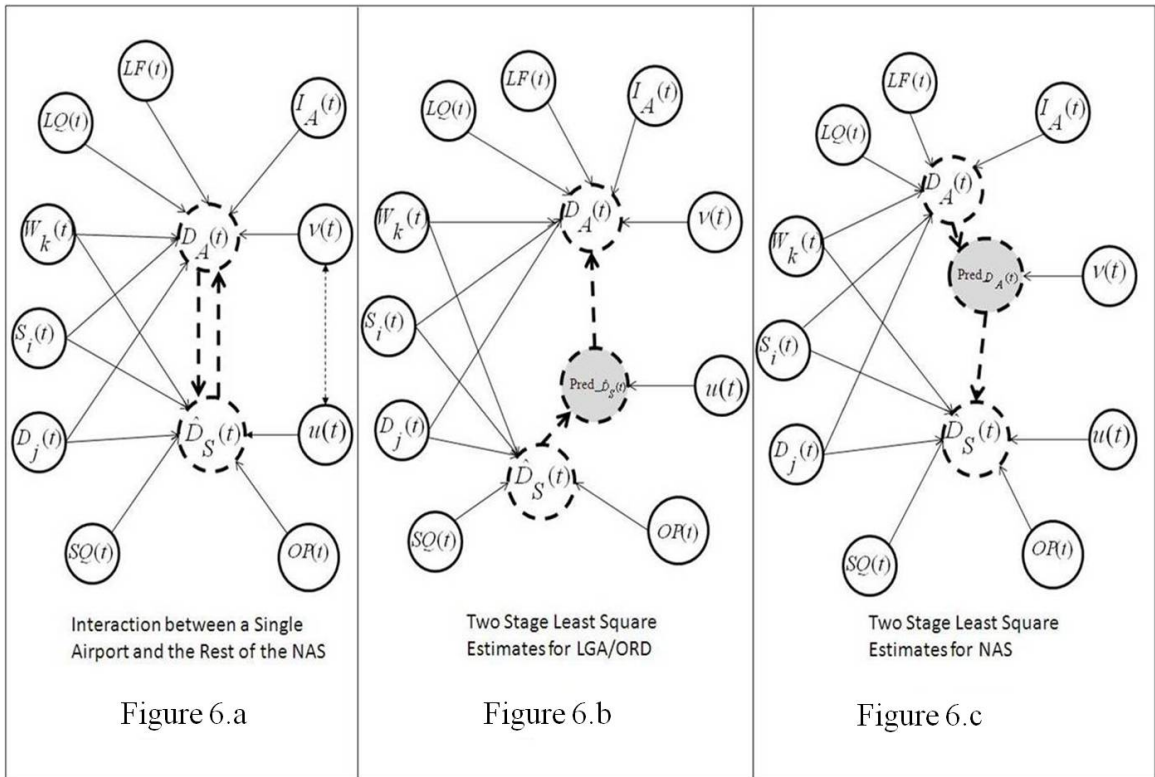 LF(t)
I_A(t)
LQ(t)
W_k(t)
D_A(t)
v(t)
S_i(t)
D_j(t)
D̂_S(t)
u(t)
SQ(t)
OP(t)
Interaction between a Single
Airport and the Rest of the NAS
Figure 6.a
LF(t)
I_A(t)
LQ(t)
W_k(t)
D_A(t)
v(t)
S_i(t)
Pred_D̂_S(t)
u(t)
D_j(t)
D̂_S(t)
SQ(t)
OP(t)
Two Stage Least Square
Estimates for LGA/ORD
Figure 6.b
LF(t)
I_A(t)
LQ(t)
D_A(t)
W_k(t)
Pred_D_A(t)
v(t)
S_i(t)
D̂_S(t)
u(t)
D_j(t)
SQ(t)
OP(t)
Two Stage Least Square
Estimates for NAS
Figure 6.c